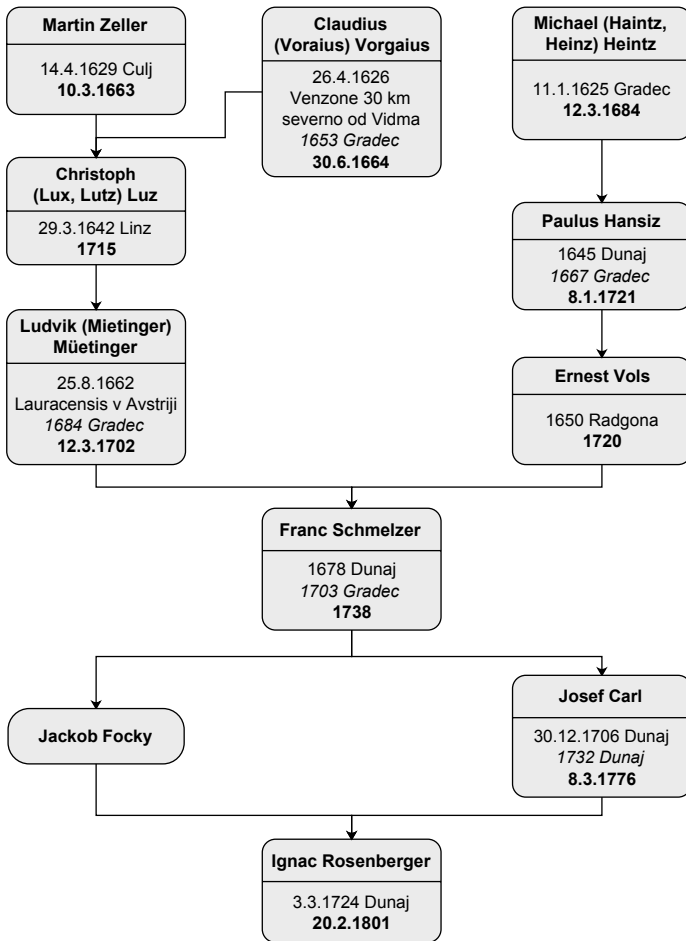 Martin Zeller
14.4.1629 Culj
10.3.1663
Claudius
(Voraius) Vorgaius
26.4.1626
Venzone 30 km
severno od Vidma
1653 Gradec
30.6.1664
Michael (Haintz,
Heinz) Heintz
11.1.1625 Gradec
12.3.1684
Christoph
(Lux, Lutz) Luz
29.3.1642 Linz
1715
Paulus Hansiz
1645 Dunaj
1667 Gradec
8.1.1721
Ludvik (Mietinger)
Müetinger
25.8.1662
Lauracensis v Avstriji
1684 Gradec
12.3.1702
Ernest Vols
1650 Radgona
1720
Franc Schmelzer
1678 Dunaj
1703 Gradec
1738
Jackob Focky
Josef Carl
30.12.1706 Dunaj
1732 Dunaj
8.3.1776
Ignac Rosenberger
3.3.1724 Dunaj
20.2.1801